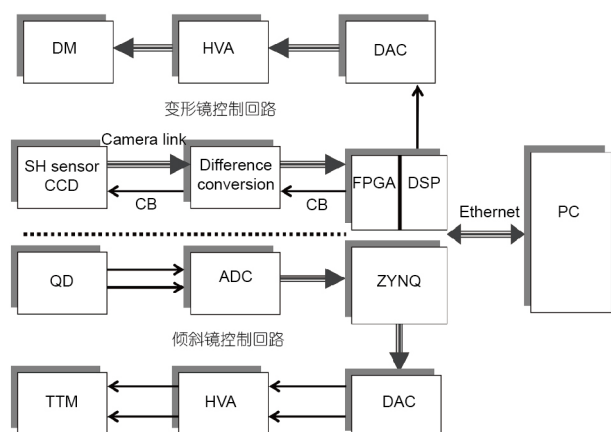 DM
HVA
DAC
变形镜控制回路
Camera link
SH sensor
CCD
Difference
conversion
FPGA
DSP
CB
CB
Ethernet
PC
QD
ADC
ZYNQ
倾斜镜控制回路
TTM
HVA
DAC